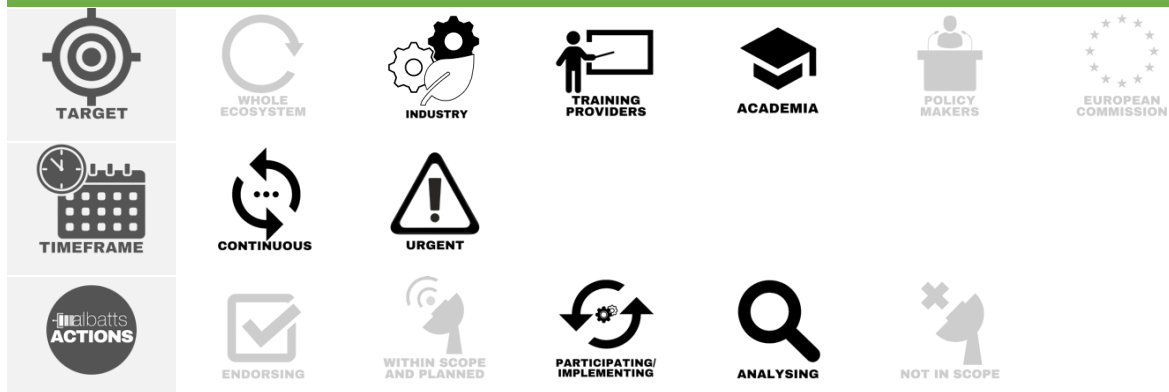 TARGET
WHOLE
ECOSYSTEM
INDUSTRY
TRAINING
PROVIDERS
ACADEMIA
POLICY
MAKERS
EUROPEAN
COMMISSION
TIMEFRAME
CONTINUOUS
URGENT
albatts
ACTIONS
ENDORSING
WITHIN SCOPE
AND PLANNED
PARTICIPATING/
IMPLEMENTING
ANALYSING
NOT IN SCOPE